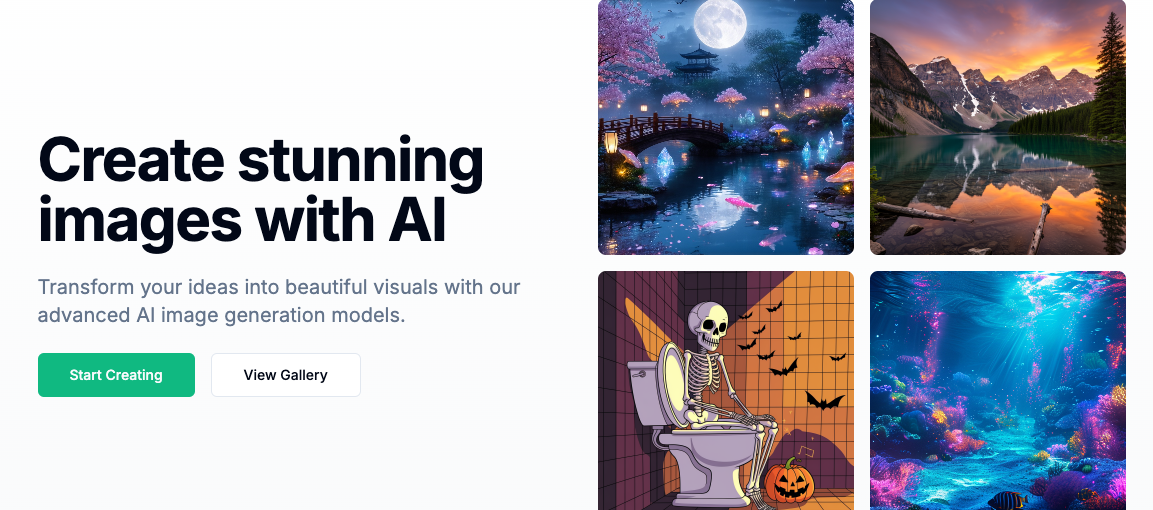 Create stunning
images with AI
Transform your ideas into beautiful visuals with our
advanced AI image generation models.
Start Creating
View Gallery